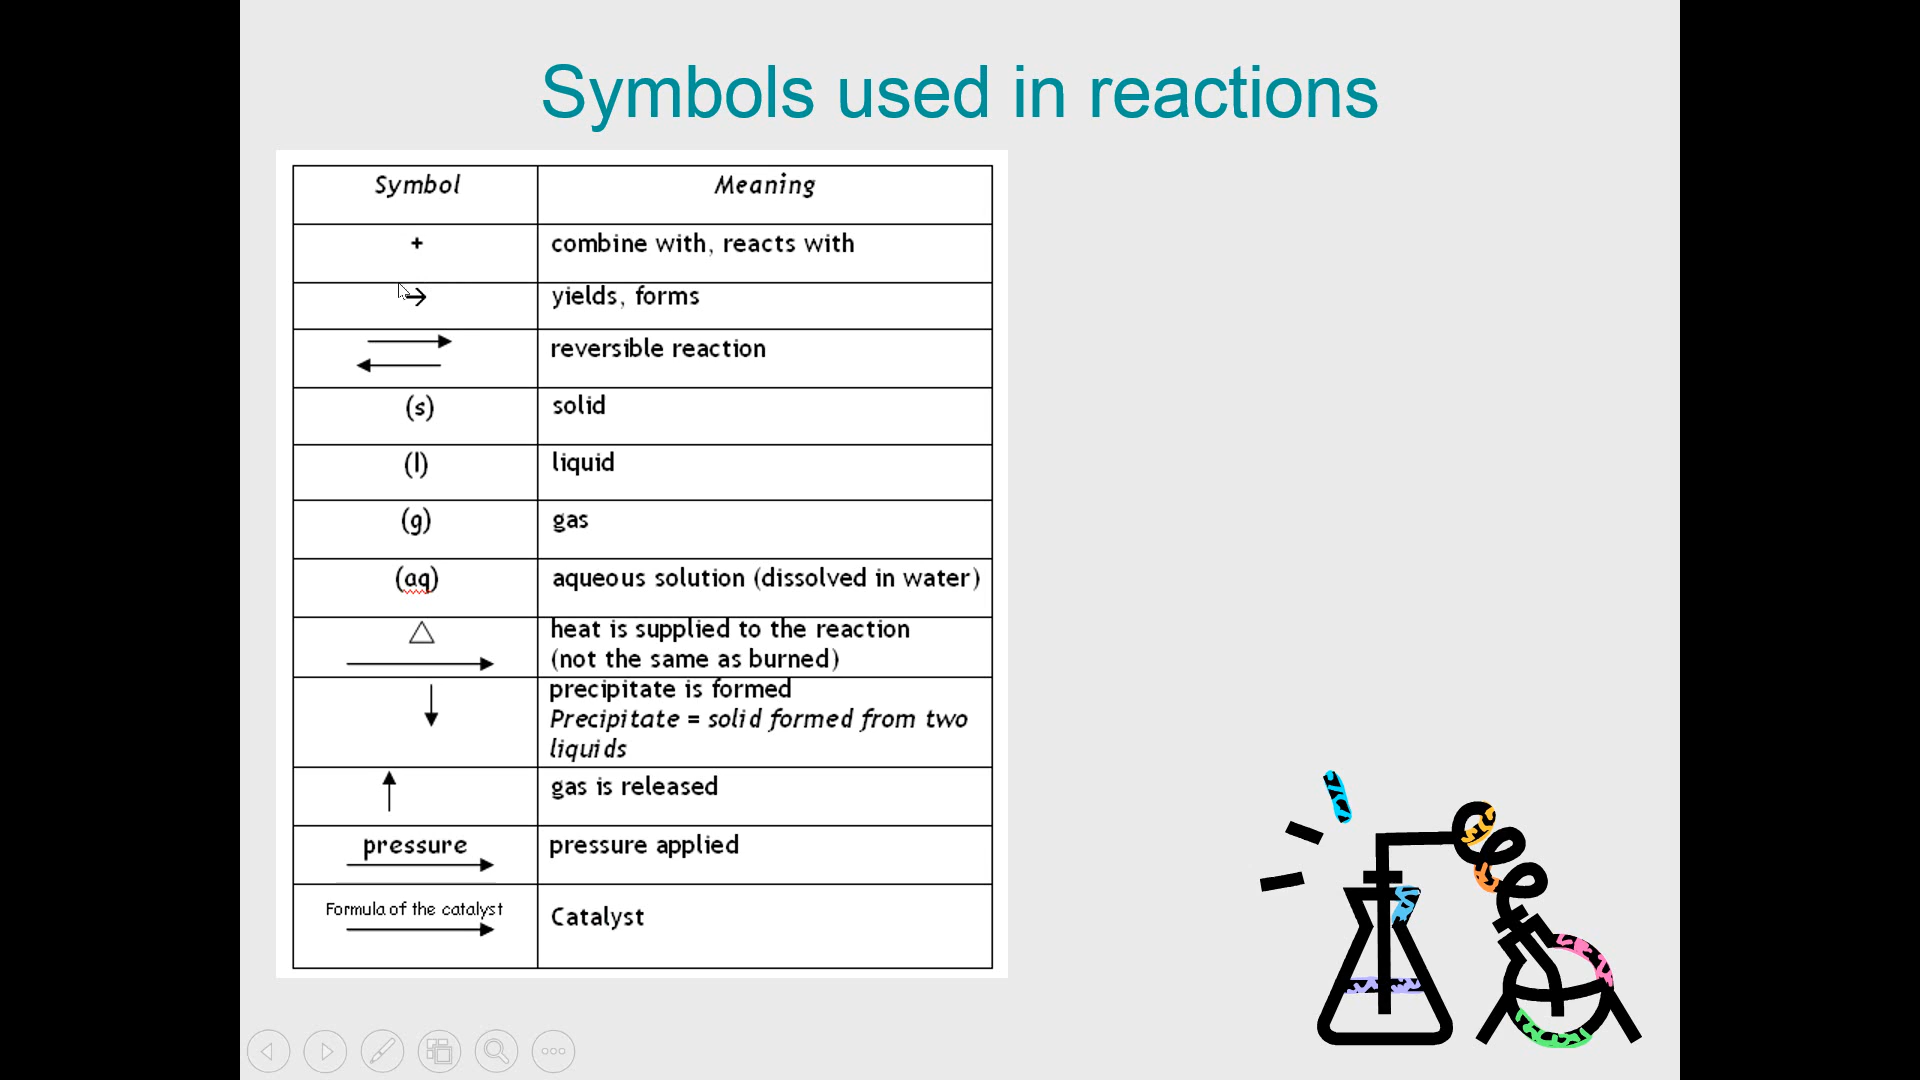 Symbols used in reactions
Symbol Meaning
+ combine with, reacts with
→ yields, forms
reversible reaction
(s) solid
(l) liquid
(g) gas
(aq) aqueous solution (dissolved in water)
△ heat is supplied to the reaction
(not the same as burned)
↓ precipitate is formed
Precipitate = solid formed from two
liquids
↑ gas is released
pressure pressure applied
Formula of the catalyst Catalyst